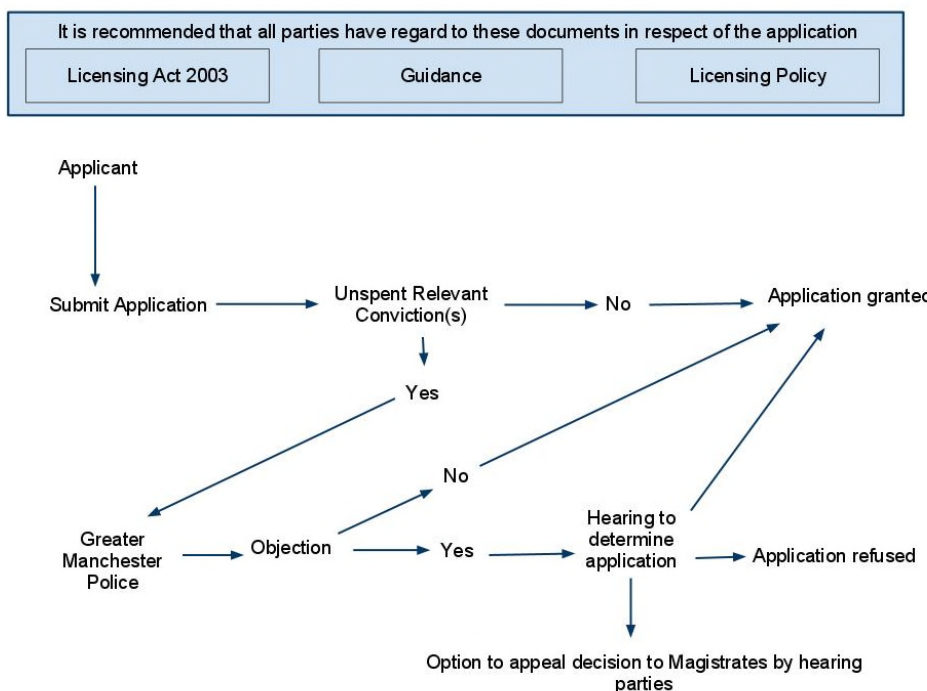 It is recommended that all parties have regard to these documents in respect of the application
Licensing Act 2003
Guidance
Licensing Policy
Applicant
Submit Application
Unspent Relevant
Conviction(s)
No
Application granted
Yes
No
Greater
Manchester
Police
Objection
Yes
Hearing to
determine
application
Application refused
Option to appeal decision to Magistrates by hearing
parties